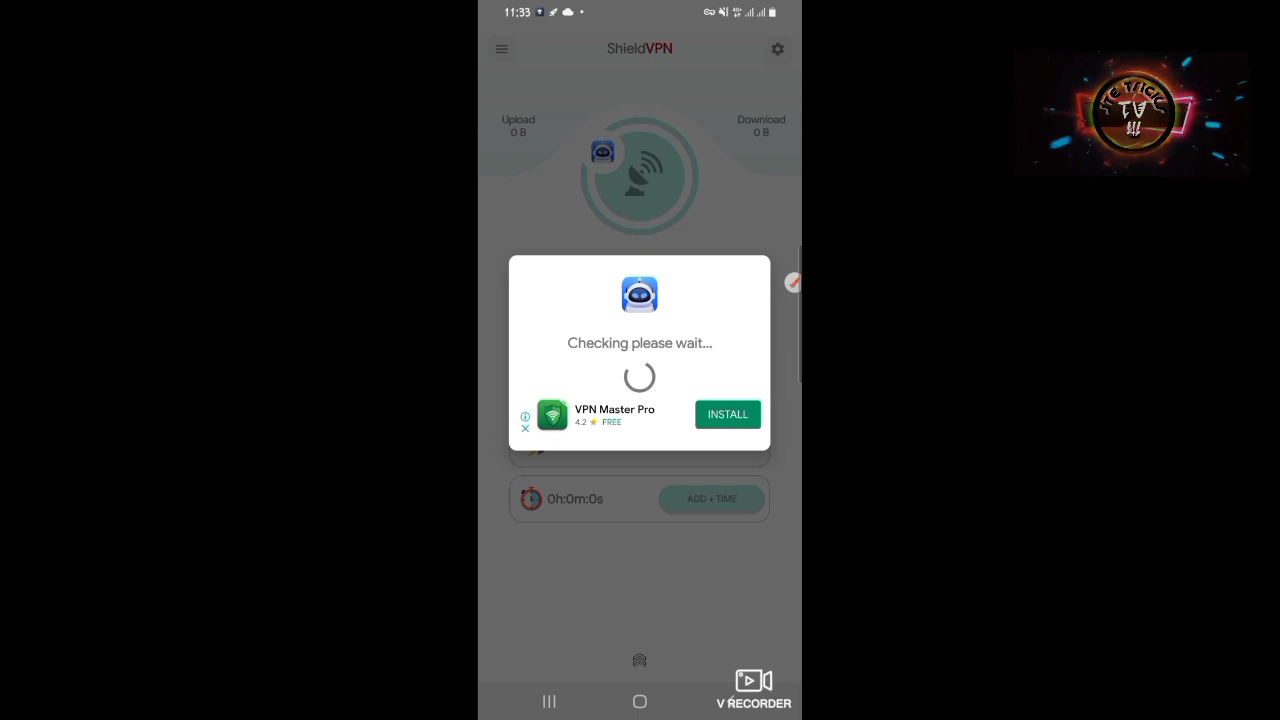 11:33
ShieldVPN
Upload
0 B
Download
0 B
Checking please wait...
VPN Master Pro
4.2 ★ FREE
INSTALL
0h:0m:0s
ADD + TIME
V RECORDER
TV